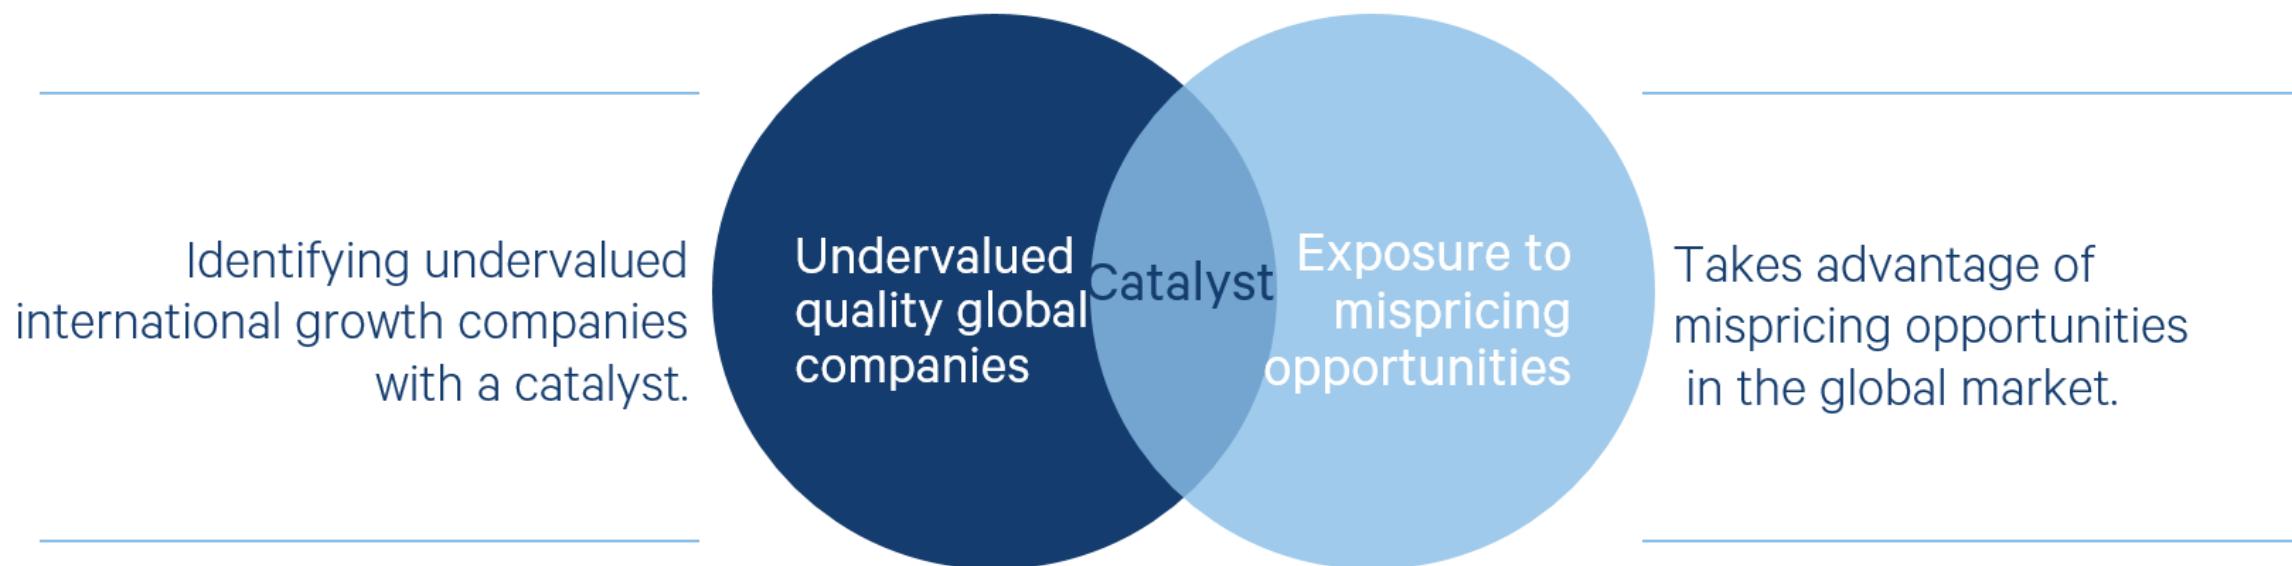 Identifying undervalued
international growth companies
with a catalyst.
Undervalued
quality global
companies
Catalyst
Exposure to
mispricing
opportunities
Takes advantage of
mispricing opportunities
in the global market.